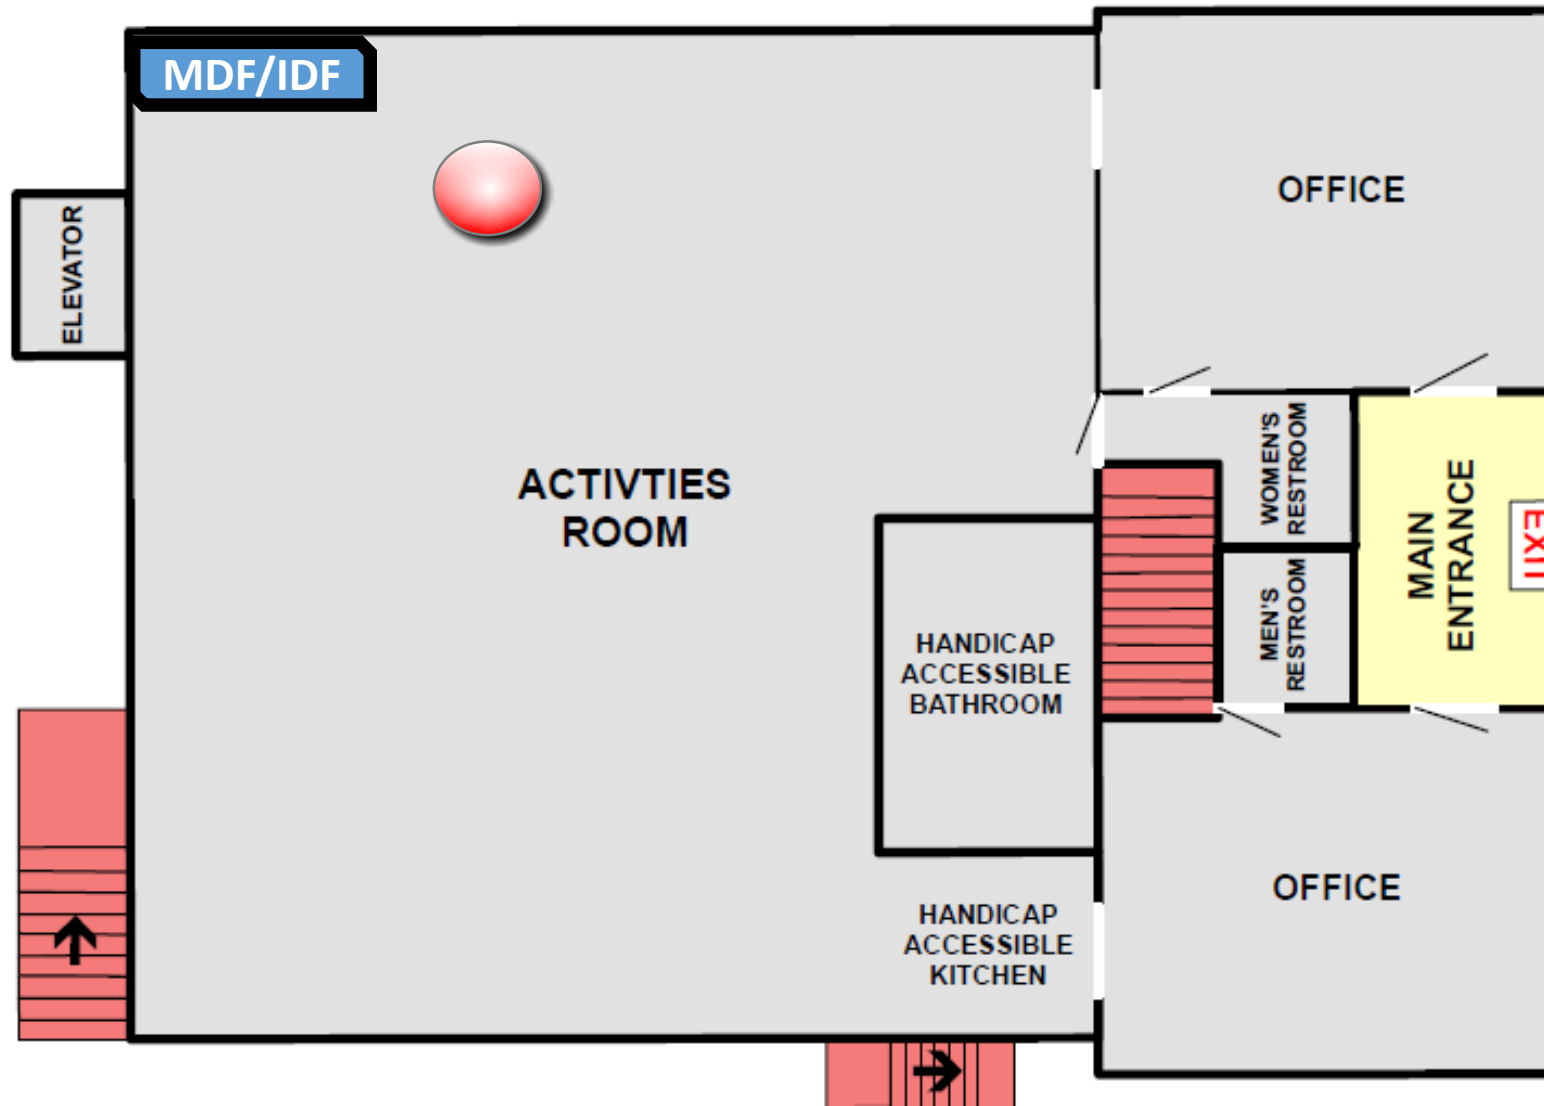 MDF/IDF
OFFICE
ELEVATOR
WOMEN'S
RESTROOM
MAIN
ENTRANCE
EXIT
ACTIVTIES
ROOM
MEN'S
RESTROOM
HANDICAP
ACCESSIBLE
BATHROOM
OFFICE
HANDICAP
ACCESSIBLE
KITCHEN